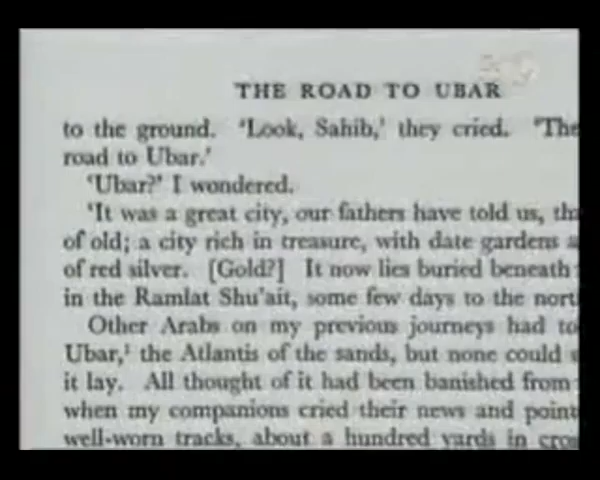 THE ROAD TO UBAR
to the ground. 'Look, Sahib,' they cried. 'The
road to Ubar.'
'Ubar?' I wondered.
'It was a great city, our fathers have told us, th
of old; a city rich in treasure, with date gardens
of red silver. [Gold?] It now lies buried beneath
in the Ramlat Shu'ait, some few days to the nort
Other Arabs on my previous journeys had to
Ubar,¹ the Atlantis of the sands, but none could
it lay. All thought of it had been banished from
when my companions cried their news and point
well-worn tracks, about a hundred yards in cros